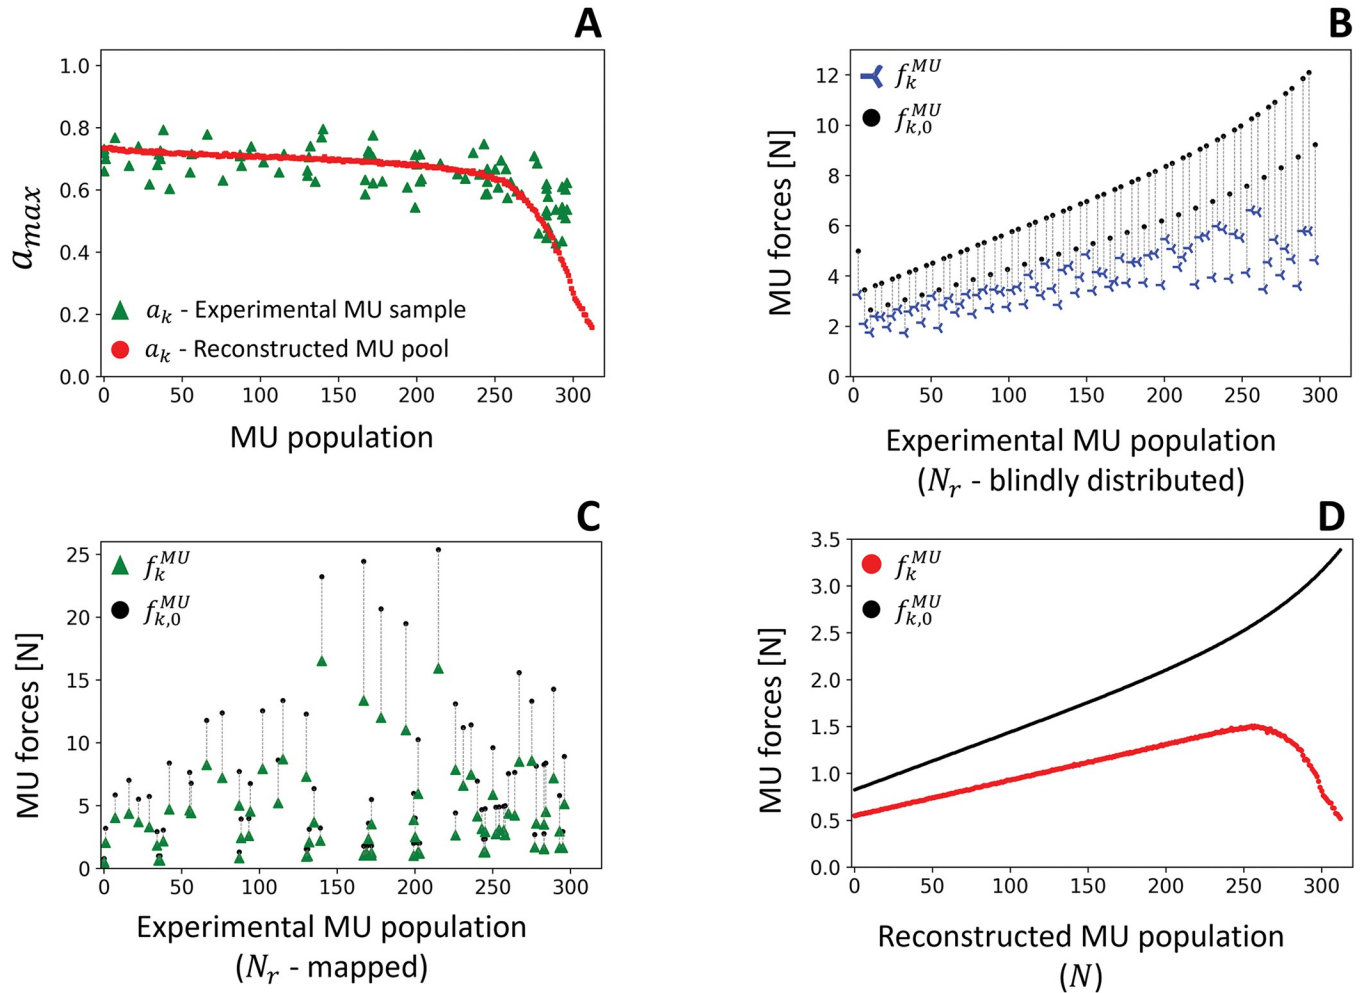 A
1.0
0.8
0.6
0.4
0.2
0.0
a_max
a_k - Experimental MU sample
a_k - Reconstructed MU pool
0 50 100 150 200 250 300
MU population
B
12
10
8
6
4
2
0
MU forces [N]
f_k^{MU}
f_{k,0}^{MU}
0 50 100 150 200 250 300
Experimental MU population
(N_r - blindly distributed)
C
25
20
15
10
5
0
MU forces [N]
f_k^{MU}
f_{k,0}^{MU}
0 50 100 150 200 250 300
Experimental MU population
(N_r - mapped)
D
3.5
3.0
2.5
2.0
1.5
1.0
0.5
0.0
MU forces [N]
f_k^{MU}
f_{k,0}^{MU}
0 50 100 150 200 250 300
Reconstructed MU population
(N)